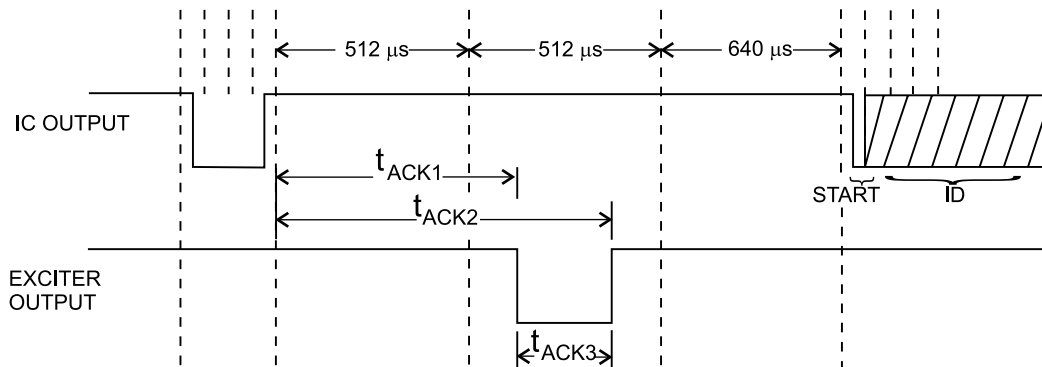 512 μs
512 μs
640 μs
IC OUTPUT
tACK1
START
ID
tACK2
EXCITER
OUTPUT
tACK3